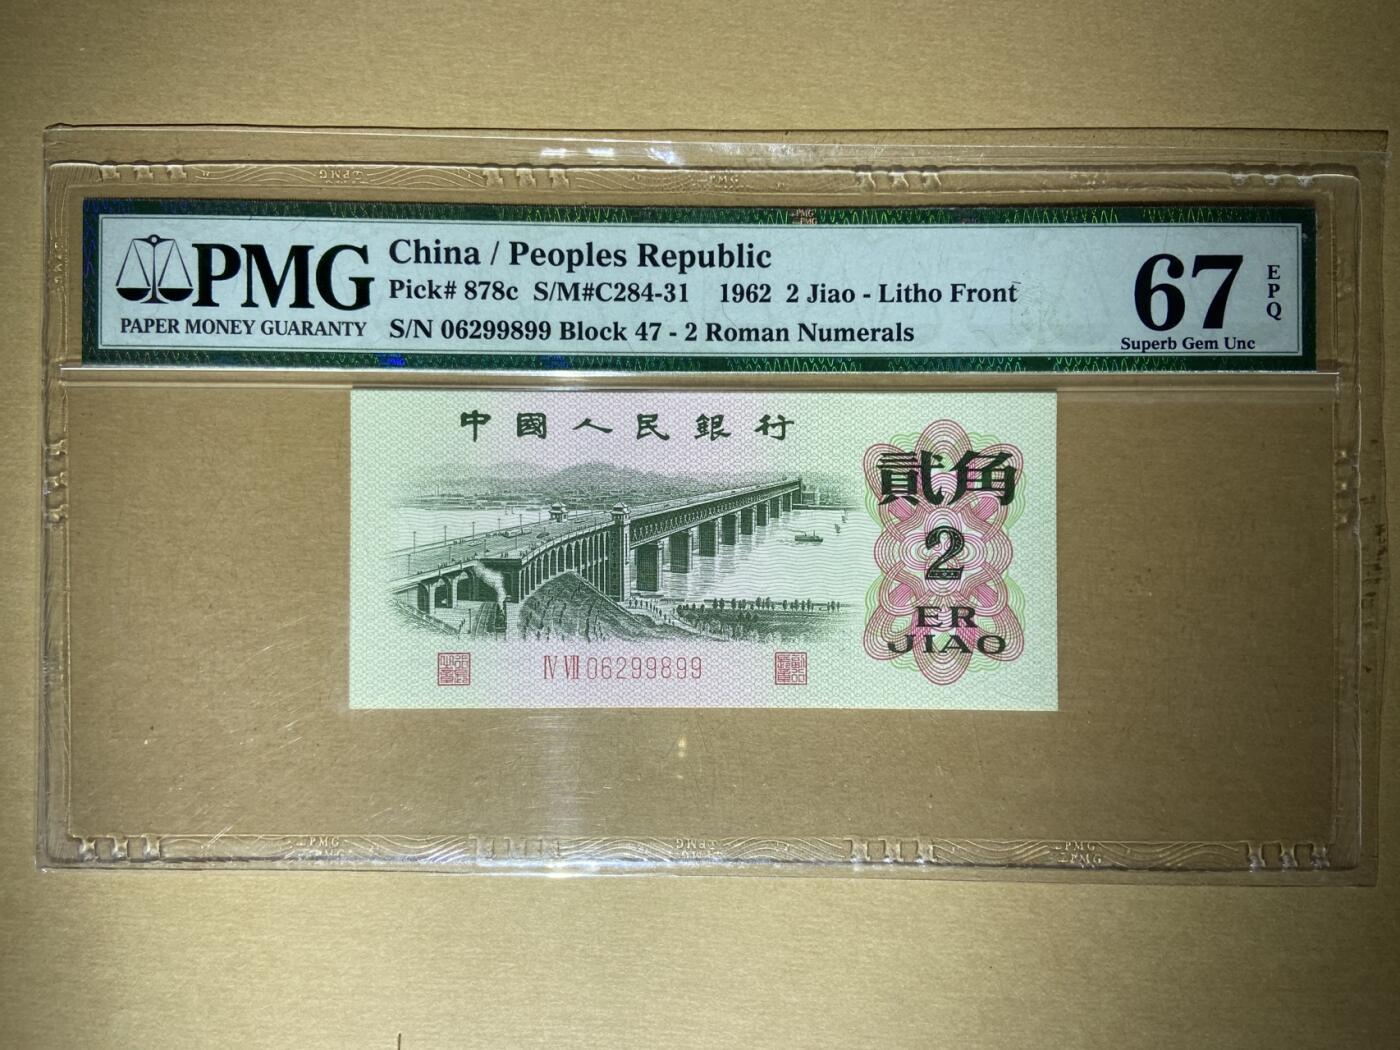 PMG
PAPER MONEY GUARANTY
China / Peoples Republic
Pick# 878c S/M#C284-31 1962 2 Jiao - Litho Front
S/N 06299899 Block 47 - 2 Roman Numerals
67
EPQ
Superb Gem Unc
中國人民銀行
貳角
2
ER
JIAO
IV VII 06299899